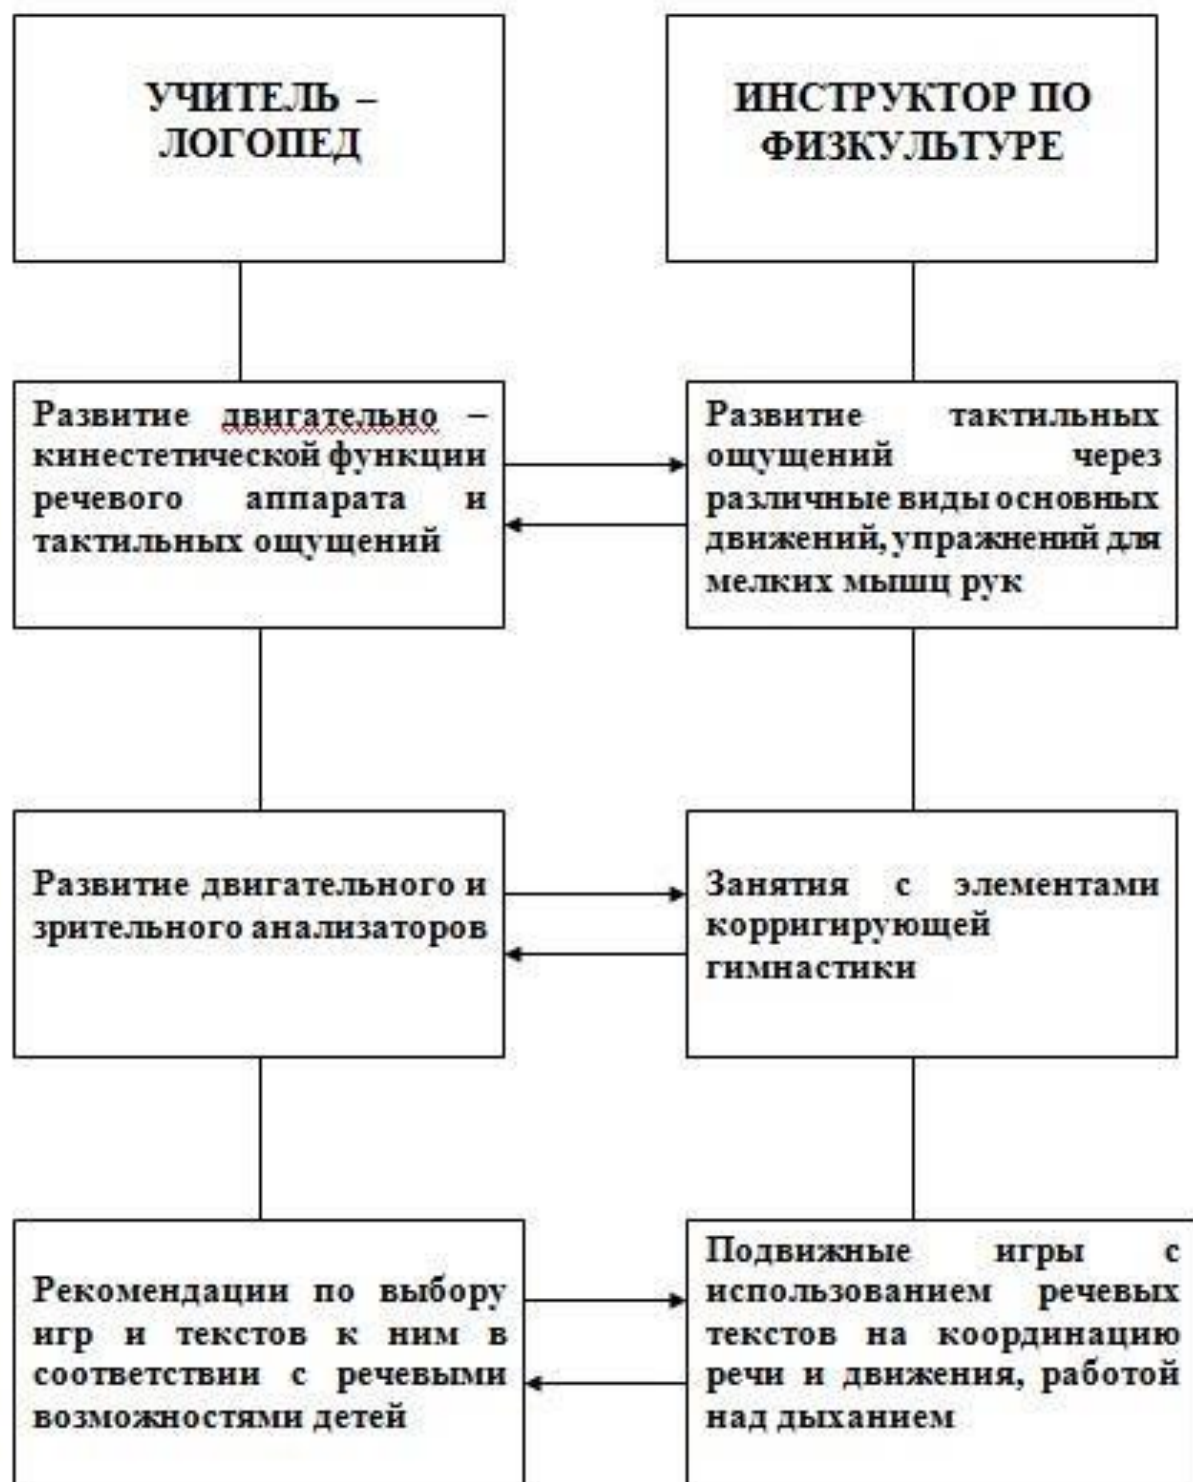 УЧИТЕЛЬ –
ЛОГОПЕД
ИНСТРУКТОР ПО
ФИЗКУЛЬТУРЕ
Развитие двигательно –
кинестетической функции
речевого аппарата и
тактильных ощущений
Развитие тактильных
ощущений через
различные виды основных
движений, упражнений для
мелких мышц рук
Развитие двигательного и
зрительного анализаторов
Занятия с элементами
корригирующей
гимнастики
Рекомендации по выбору
игр и текстов к ним в
соответствии с речевыми
возможностями детей
Подвижные игры с
использованием речевых
текстов на координацию
речи и движения, работой
над дыханием